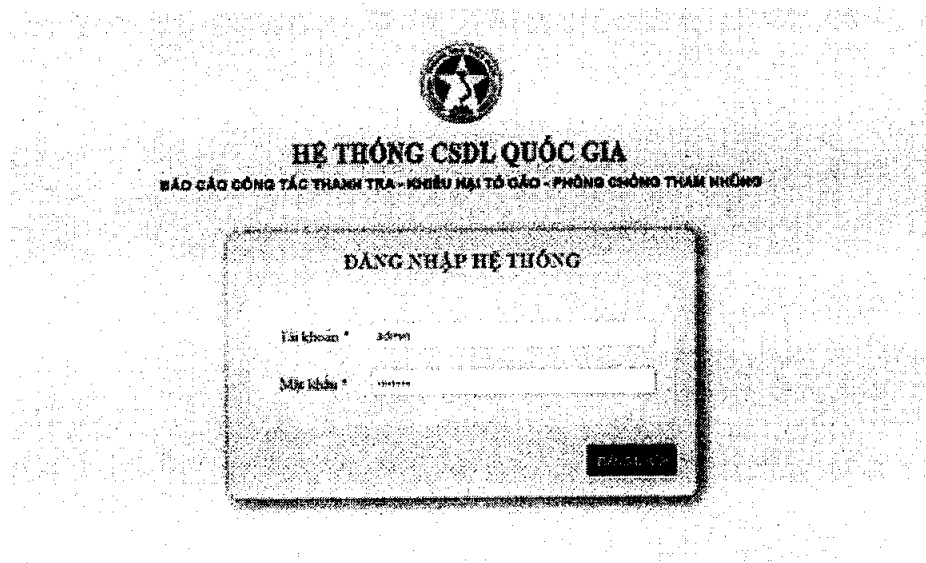 HỆ THỐNG CSDL QUỐC GIA
BÁO CÁO CÔNG TÁC THANH TRA - KHIẾU NẠI TỐ CÁO - PHÒNG CHỐNG THAM NHŨNG
ĐĂNG NHẬP HỆ THỐNG
Tài khoản *
Mật khẩu *